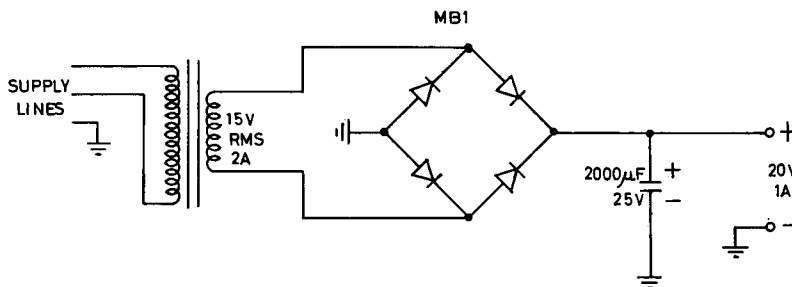 MB1
SUPPLY
LINES
15V
RMS
2A
2000µF
25V
+
−
+
20V
1A
−